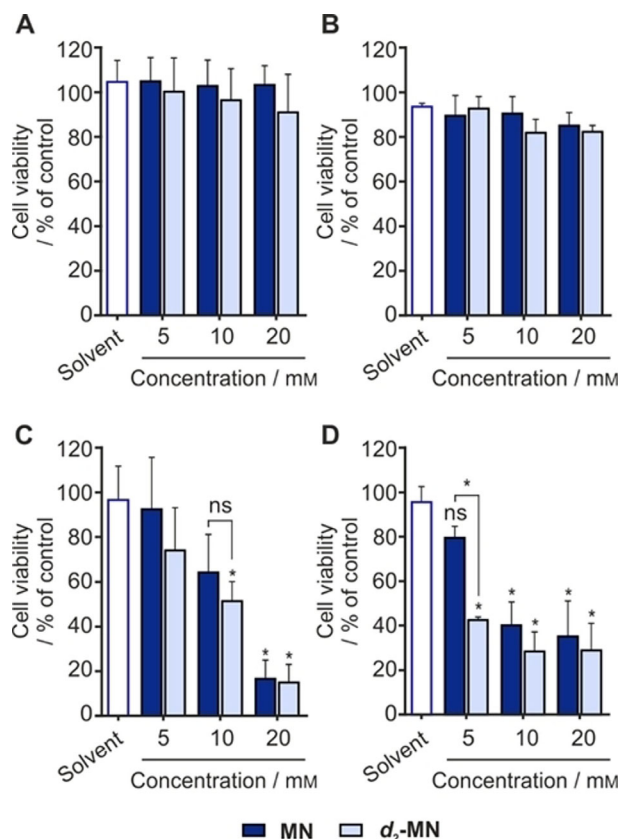 A
B
Cell viability
/ % of control
120
100
80
60
40
20
0
Solvent
5
10
20
Concentration / mM
Cell viability
/ % of control
120
100
80
60
40
20
0
Solvent
5
10
20
Concentration / mM
C
D
Cell viability
/ % of control
120
100
80
60
40
20
0
ns
*
*
*
Solvent
5
10
20
Concentration / mM
Cell viability
/ % of control
120
100
80
60
40
20
0
*
ns
*
*
*
*
*
Solvent
5
10
20
Concentration / mM
MN
d₃-MN